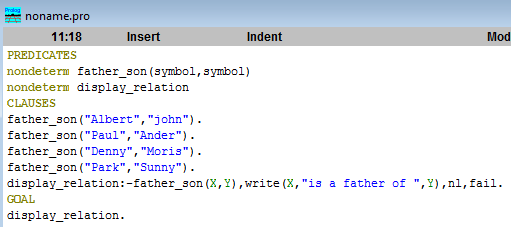 Prolog
noname.pro
11:18 Insert Indent Mod
PREDICATES
nondeterm father_son(symbol,symbol)
nondeterm display_relation
CLAUSES
father_son("Albert","john").
father_son("Paul","Ander").
father_son("Denny","Moris").
father_son("Park","Sunny").
display_relation:-father_son(X,Y),write(X,"is a father of ",Y),nl,fail.
GOAL
display_relation.